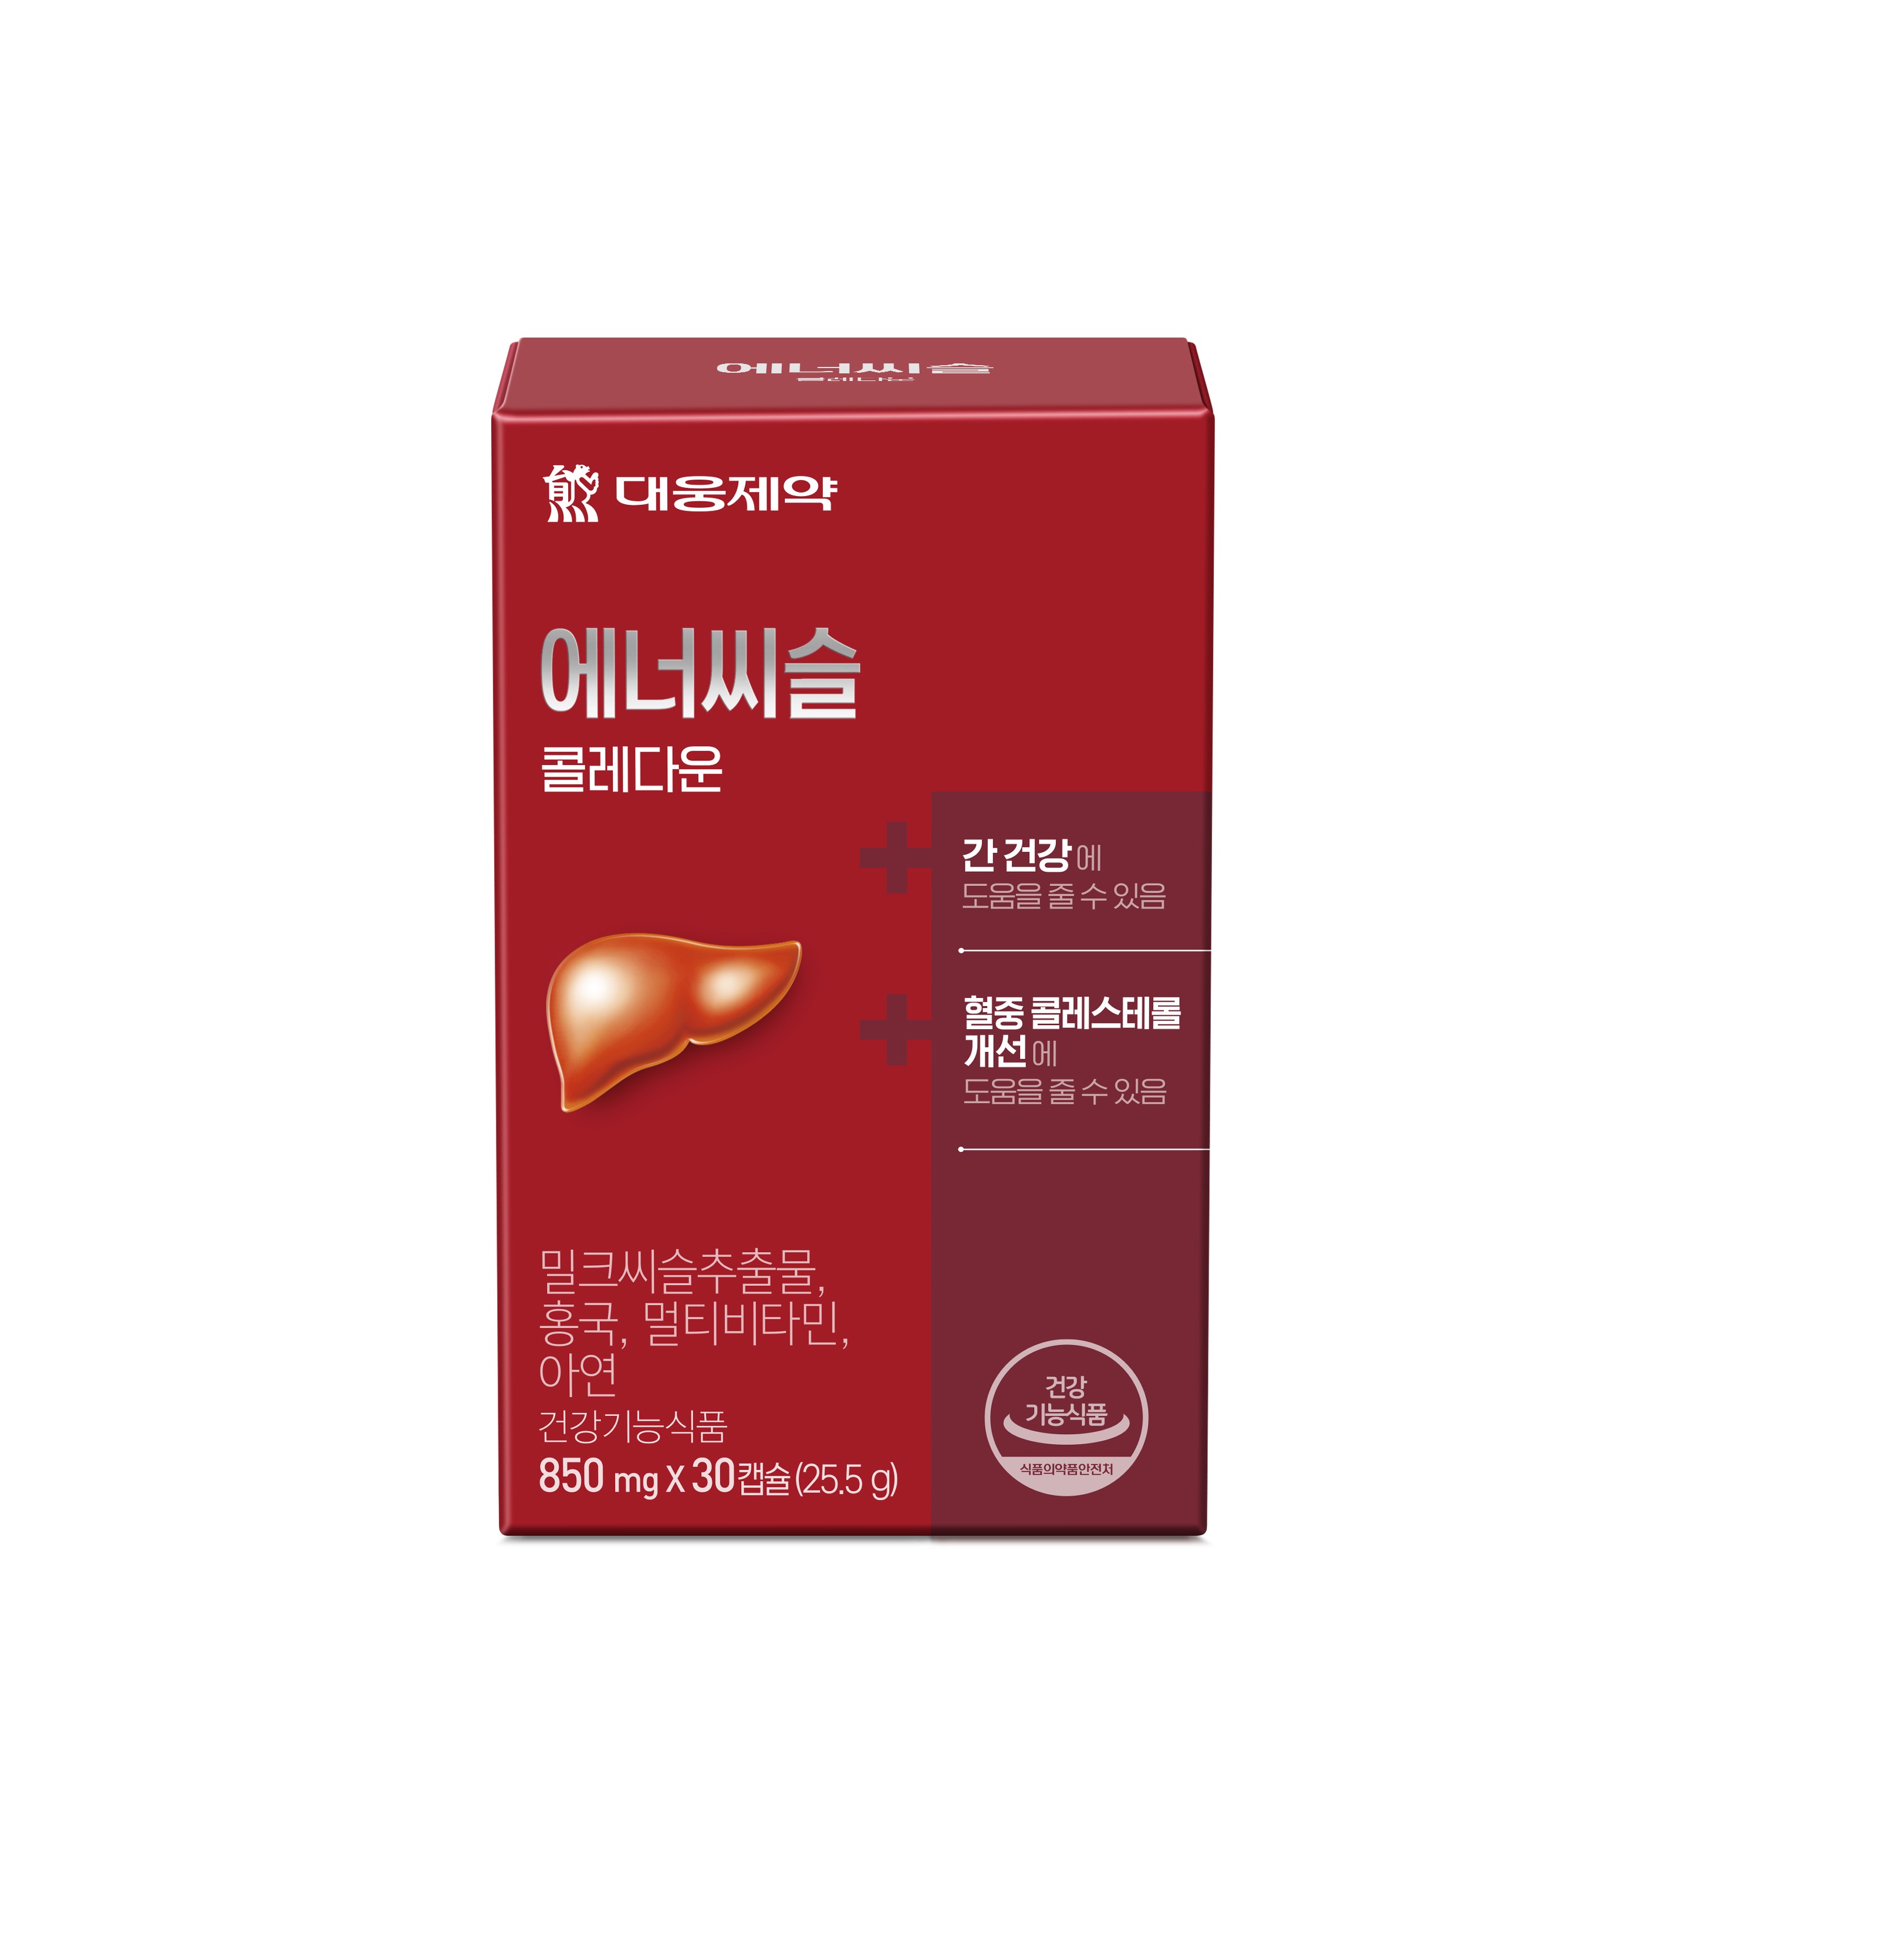 에너씨슬
콜레다운
대웅제약
에너씨슬
콜레다운
간 건강에
도움을 줄 수 있음
혈중 콜레스테롤
개선에
도움을 줄 수 있음
밀크씨슬추출물,
홍국, 멀티비타민,
아연
건강기능식품
850 mg X 30캡슐(25.5 g)
건강
기능식품
식품의약품안전처